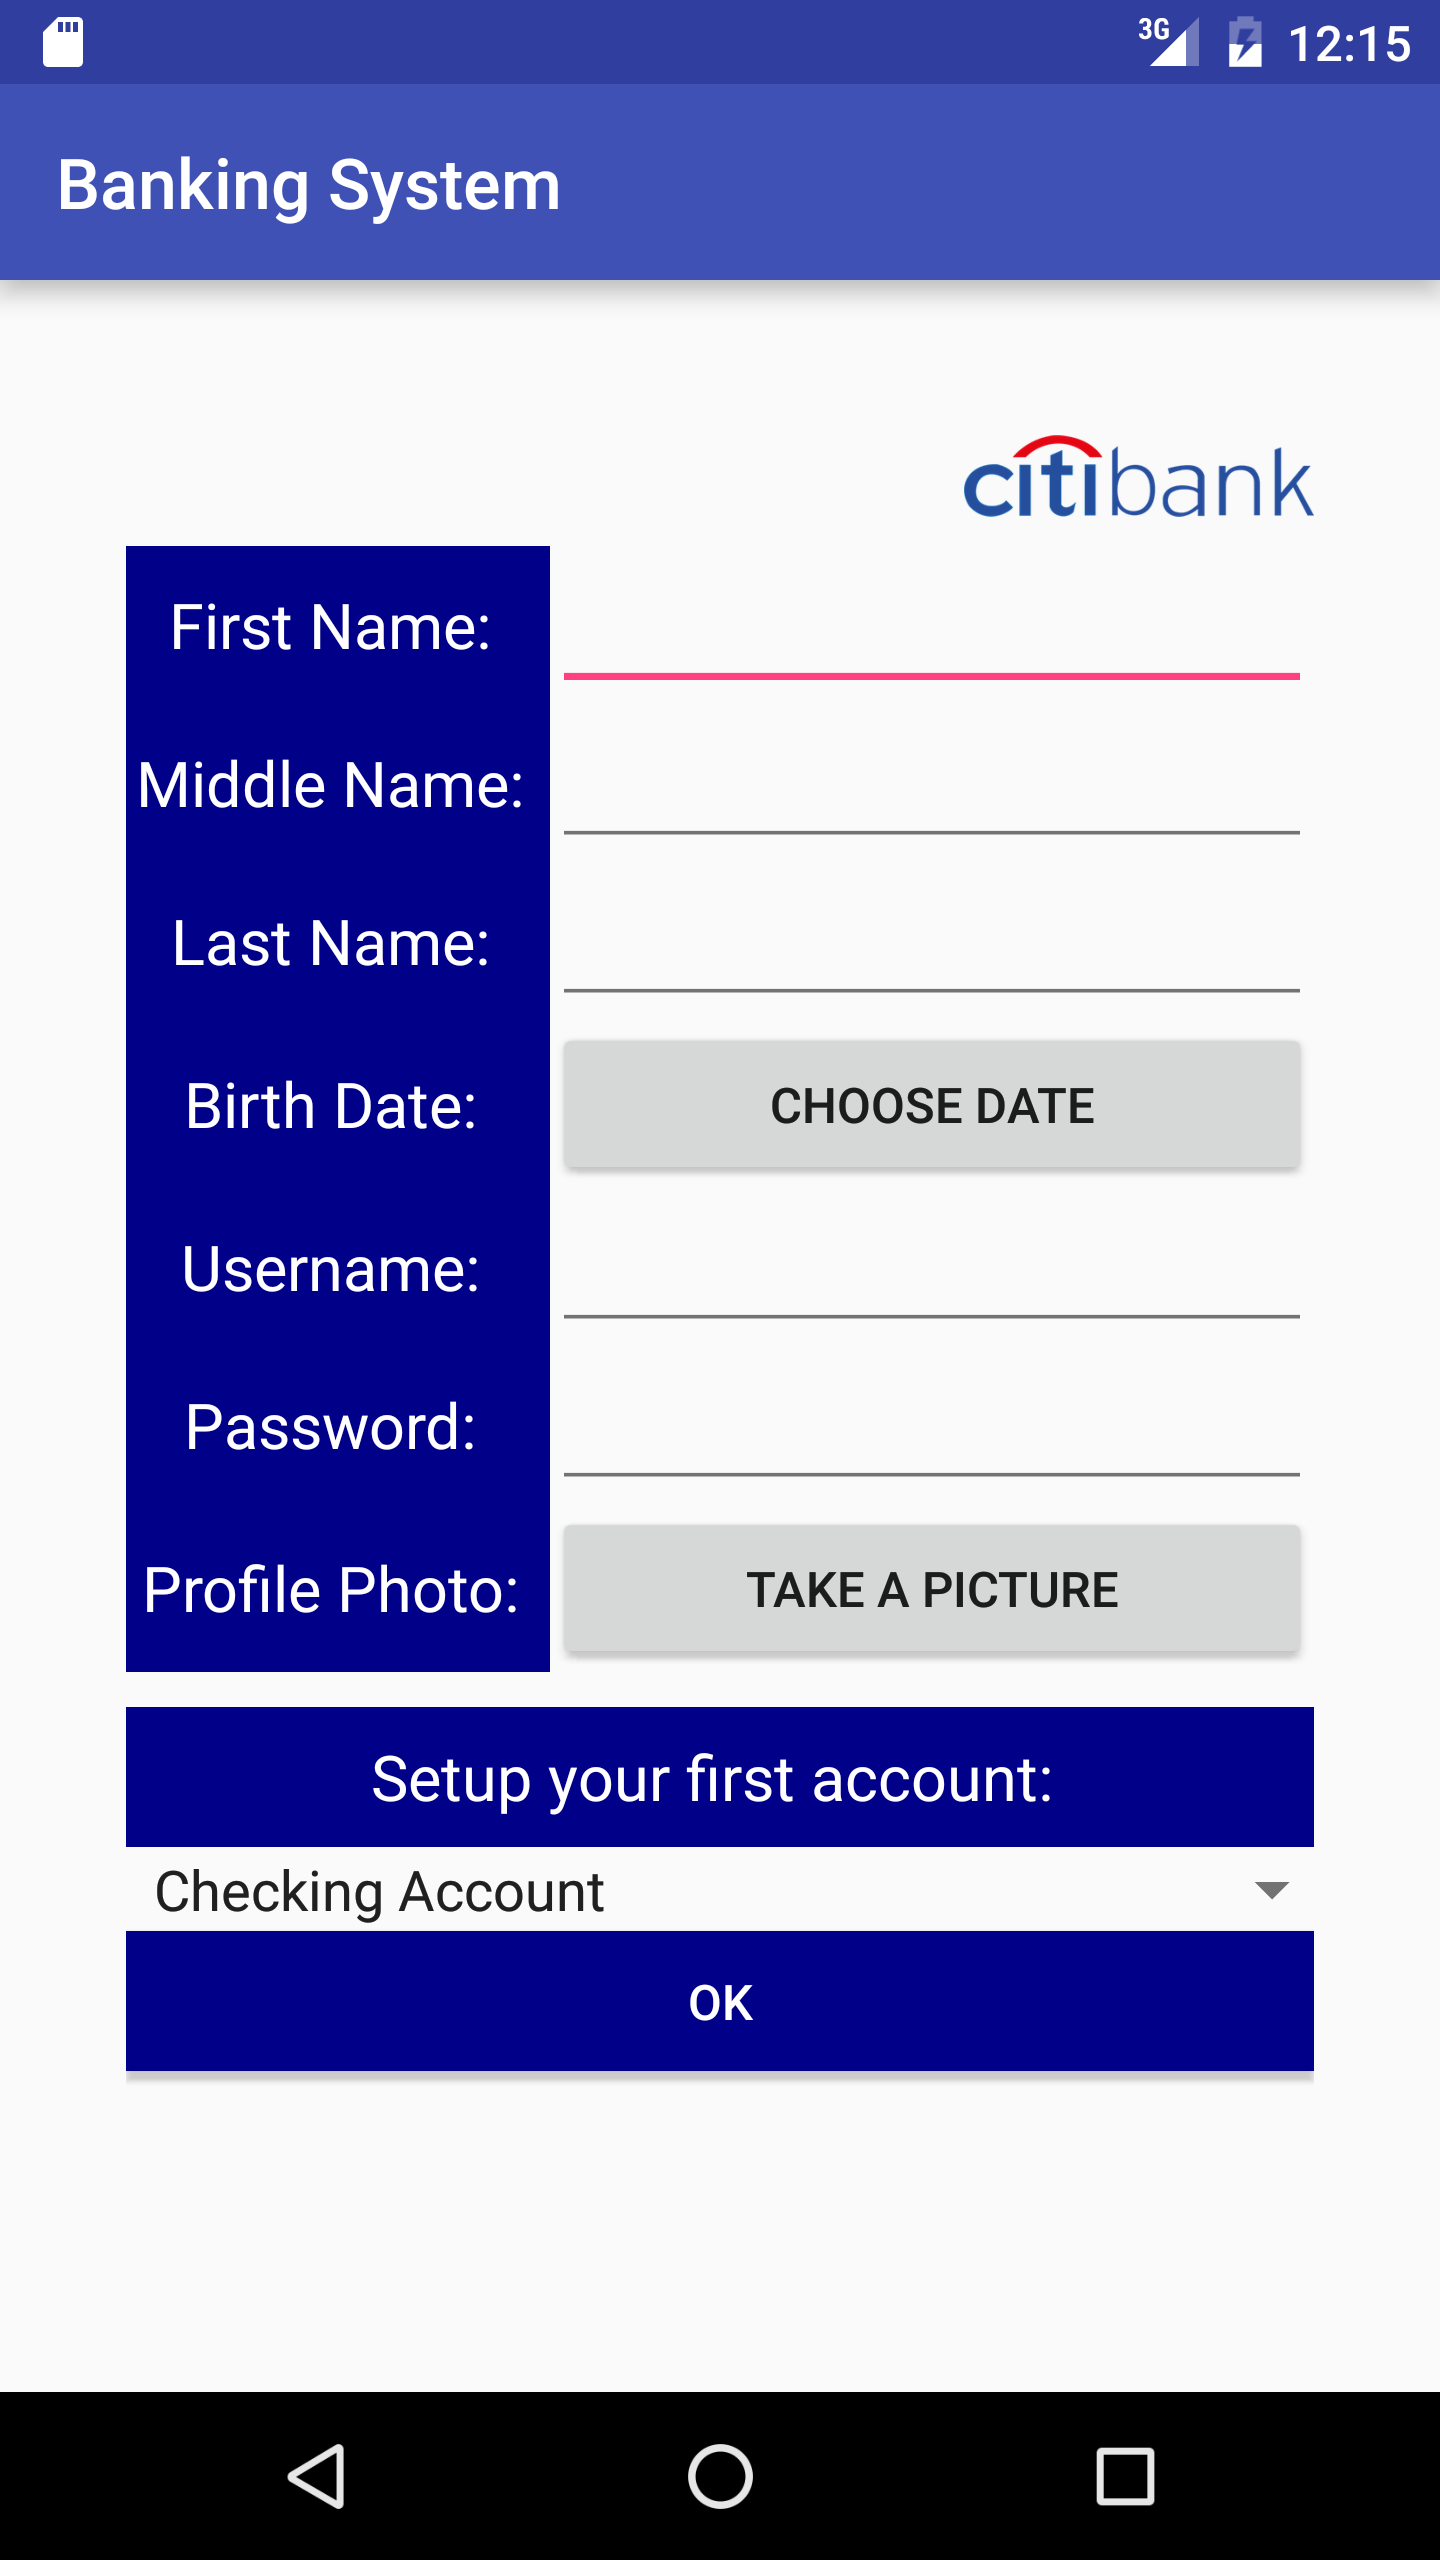 3G 12:15
Banking System
citibank
First Name:
Middle Name:
Last Name:
Birth Date: CHOOSE DATE
Username:
Password:
Profile Photo: TAKE A PICTURE
Setup your first account:
Checking Account
OK